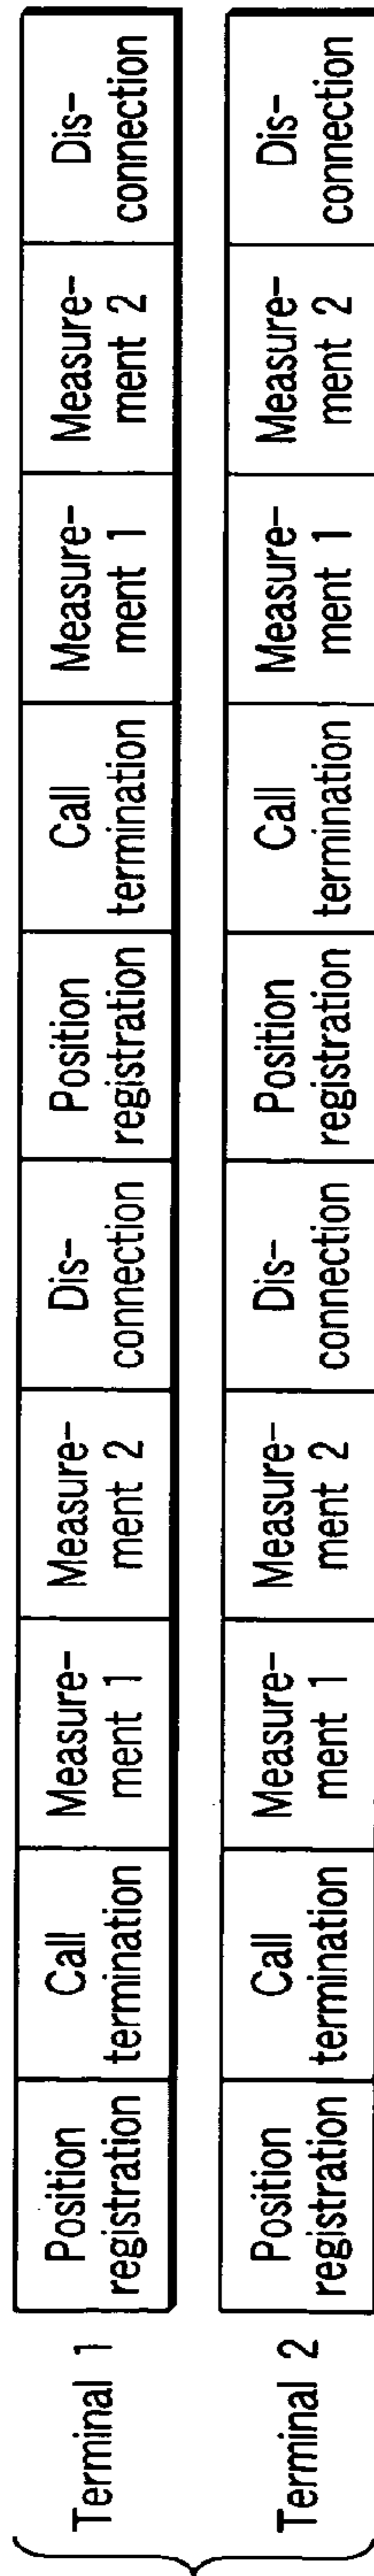 Terminal 1
Position
registration
Call
termination
Measure-
ment 1
Measure-
ment 2
Dis-
connection
Position
registration
Call
termination
Measure-
ment 1
Measure-
ment 2
Dis-
connection
Terminal 2
Position
registration
Call
termination
Measure-
ment 1
Measure-
ment 2
Dis-
connection
Position
registration
Call
termination
Measure-
ment 1
Measure-
ment 2
Dis-
connection